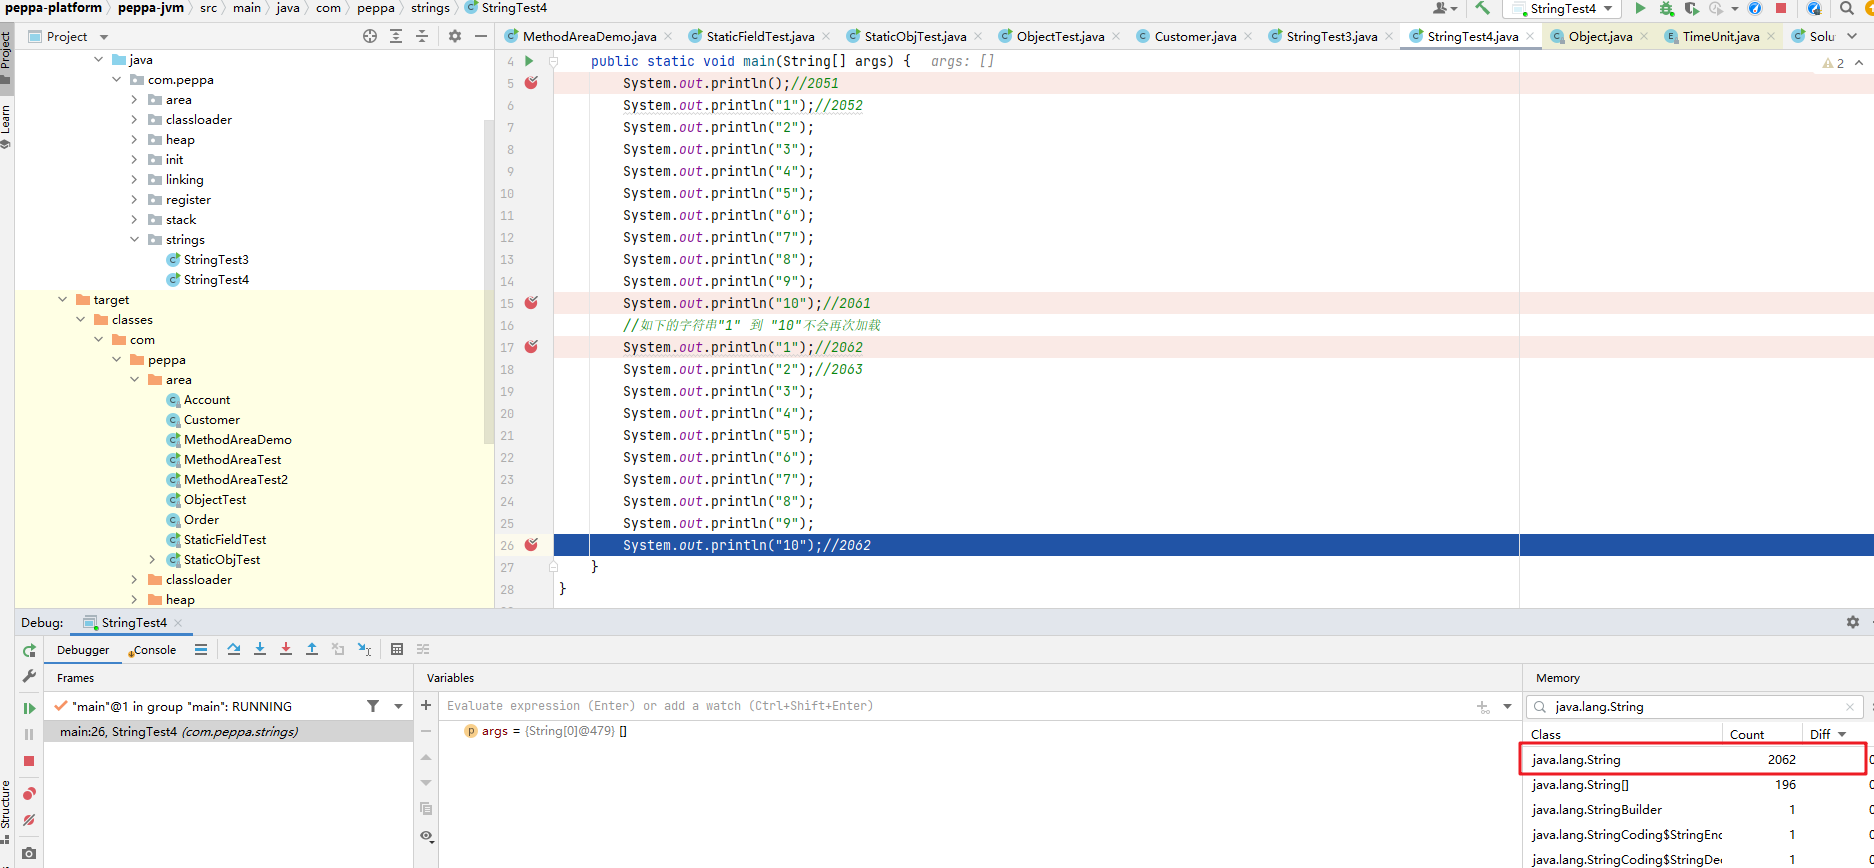 peppa-platform › peppa-jvm › src › main › java › com › peppa › strings › StringTest4
StringTest4
Project
MethodAreaDemo.java
StaticFieldTest.java
StaticObjTest.java
ObjectTest.java
Customer.java
StringTest3.java
StringTest4.java
Object.java
TimeUnit.java
Solu
Project
Learn
Structure
java
com.peppa
area
classloader
heap
init
linking
register
stack
strings
StringTest3
StringTest4
target
classes
com
peppa
area
Account
Customer
MethodAreaDemo
MethodAreaTest
MethodAreaTest2
ObjectTest
Order
StaticFieldTest
StaticObjTest
classloader
heap
2
4 public static void main(String[] args) { args: []
5 System.out.println();//2051
6 System.out.println("1");//2052
7 System.out.println("2");
8 System.out.println("3");
9 System.out.println("4");
10 System.out.println("5");
11 System.out.println("6");
12 System.out.println("7");
13 System.out.println("8");
14 System.out.println("9");
15 System.out.println("10");//2061
16 //如下的字符串"1" 到 "10"不会再次加载
17 System.out.println("1");//2062
18 System.out.println("2");//2063
19 System.out.println("3");
20 System.out.println("4");
21 System.out.println("5");
22 System.out.println("6");
23 System.out.println("7");
24 System.out.println("8");
25 System.out.println("9");
26 System.out.println("10");//2062
27 }
28 }
Debug: StringTest4
Debugger Console
Frames
"main"@1 in group "main": RUNNING
main:26, StringTest4 (com.peppa.strings)
Variables
Evaluate expression (Enter) or add a watch (Ctrl+Shift+Enter)
args = {String[0]@479} []
Memory
java.lang.String
Class Count Diff
java.lang.String 2062 0
java.lang.String[] 196 0
java.lang.StringBuilder 1 0
java.lang.StringCoding$StringEnc 1 0
java.lang.StringCoding$StringDe 1 0